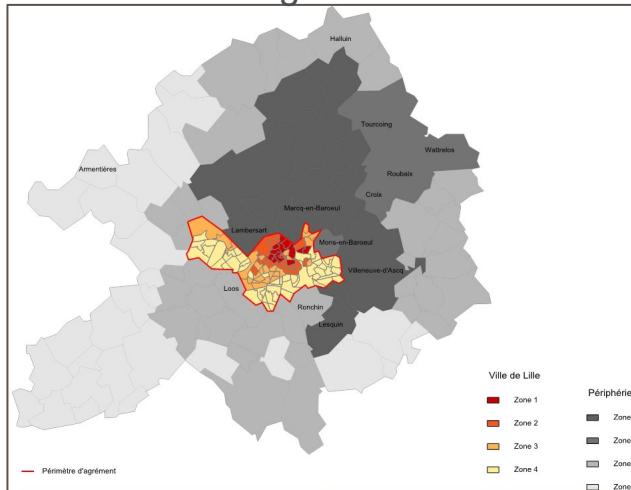 Halluin
Tourcoing
Wattrelos
Armentières
Roubaix
Croix
Marcq-en-Baroeul
Lambersart
Mons-en-Baroeul
Villeneuve-d'Ascq
Loos
Ronchin
Lesquin
Ville de Lille
Périphérie
Zone 1
Zone
Zone 2
Zone
Zone 3
Zone
Zone 4
Zone
Périmètre d'agrément